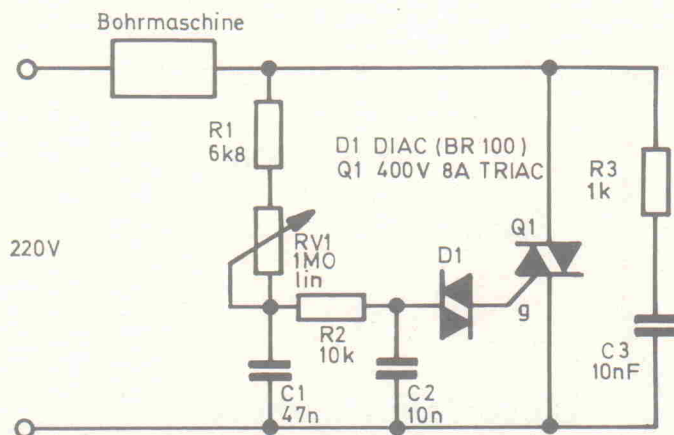 Bohrmaschine
R1
6k8
D1 DIAC (BR 100)
Q1 400V 8A TRIAC
R3
1k
220V
RV1
1M0
lin
D1
Q1
g
R2
10k
C1
47n
C2
10n
C3
10nF